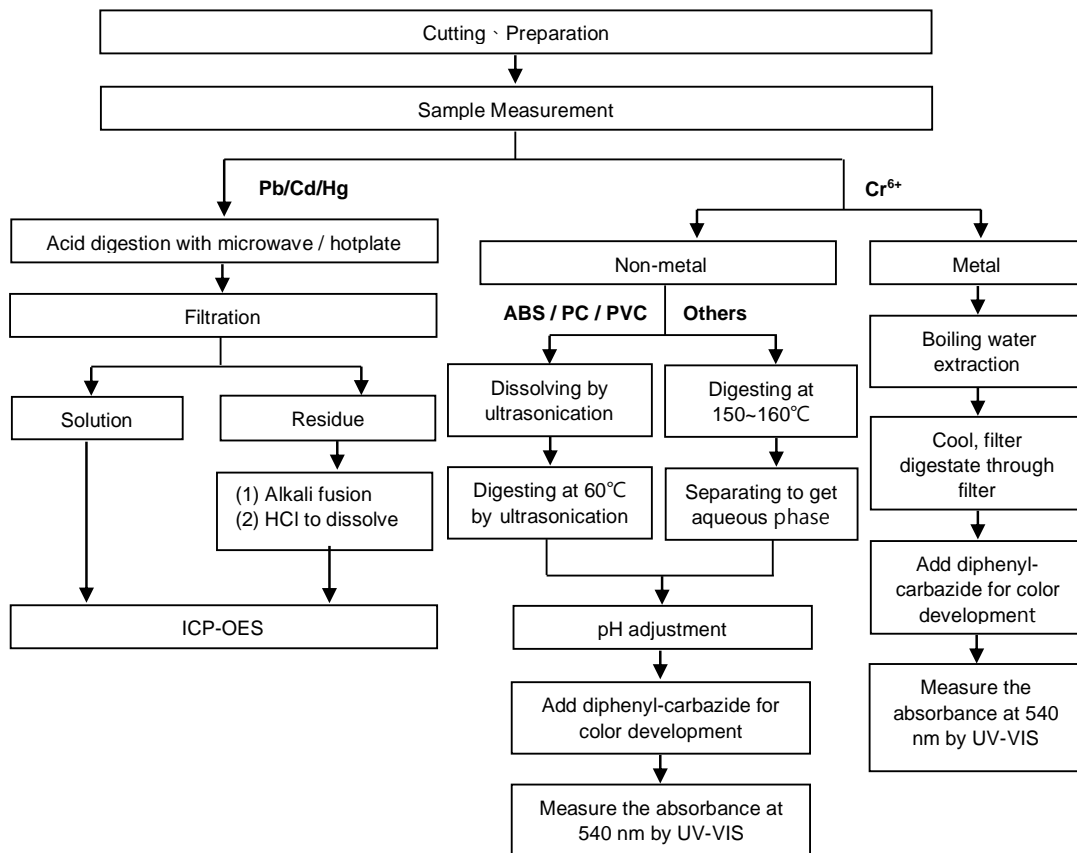 Cutting、Preparation
Sample Measurement
Pb/Cd/Hg
Cr⁶⁺
Acid digestion with microwave / hotplate
Non-metal
Metal
Filtration
ABS / PC / PVC
Others
Boiling water
extraction
Solution
Residue
Dissolving by
ultrasonication
Digesting at
150~160℃
Cool, filter
digestate through
filter
(1) Alkali fusion
(2) HCl to dissolve
Digesting at 60℃
by ultrasonication
Separating to get
aqueous phase
Add diphenyl-
carbazide for color
development
ICP-OES
pH adjustment
Measure the
absorbance at 540
nm by UV-VIS
Add diphenyl-carbazide for
color development
Measure the absorbance at
540 nm by UV-VIS